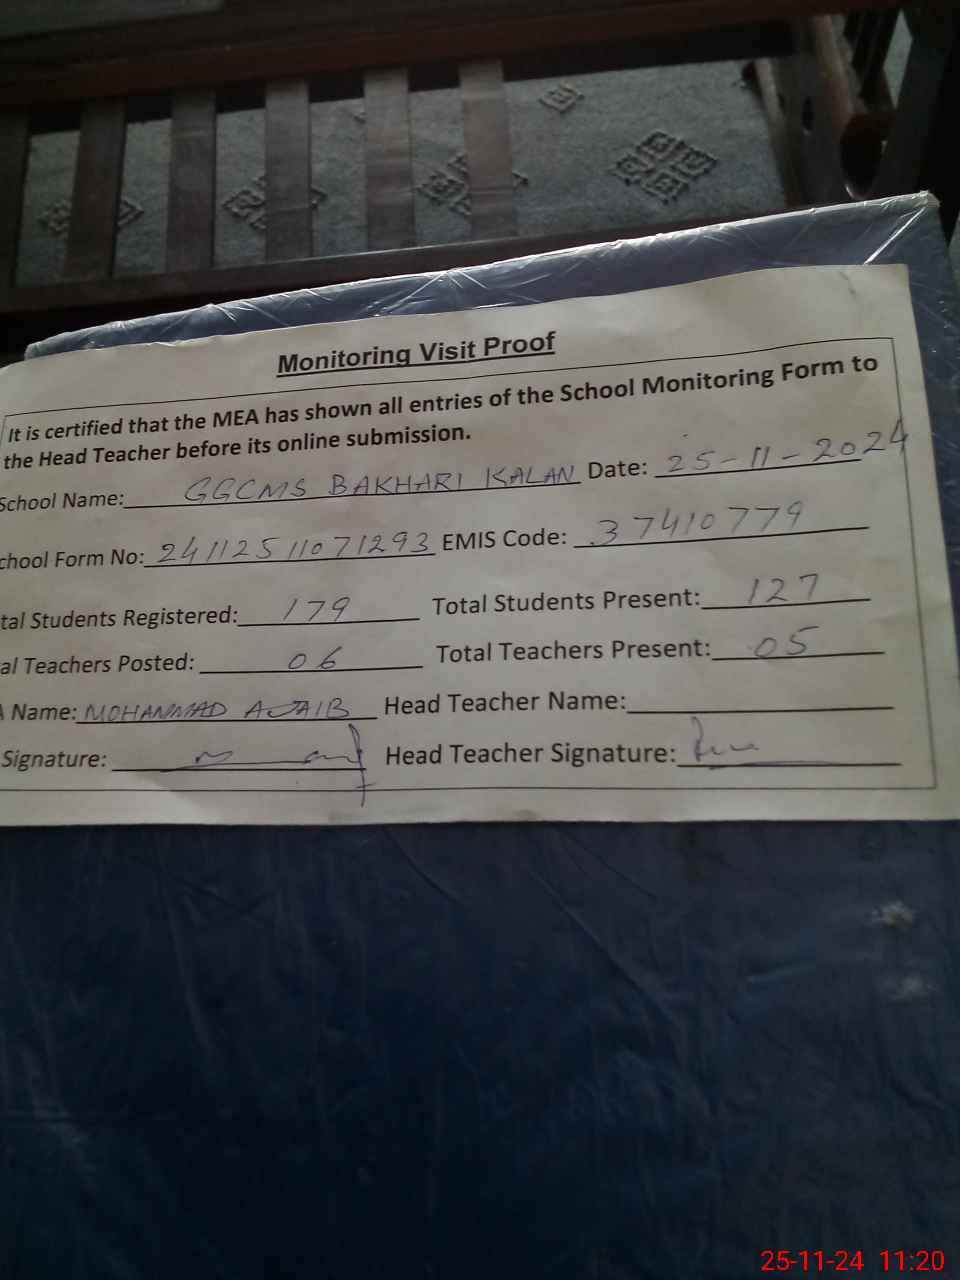 Monitoring Visit Proof
It is certified that the MEA has shown all entries of the School Monitoring Form to
the Head Teacher before its online submission.
School Name: GGCMS BAKHARI KALAN Date: 25-11-2024
chool Form No: 24112511071293 EMIS Code: 37410779
tal Students Registered: 179 Total Students Present: 127
al Teachers Posted: 06 Total Teachers Present: 05
Name: MOHANMAD AJAIB Head Teacher Name:
Signature: Head Teacher Signature:
25-11-24 11:20